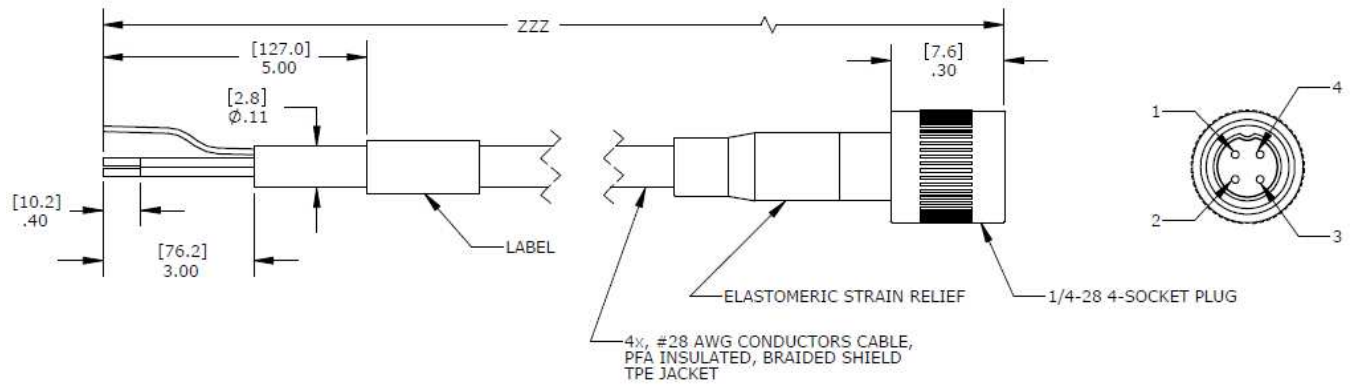 ZZZ
[127.0]
5.00
[7.6]
.30
[2.8]
Ø.11
1
4
[10.2]
.40
[76.2]
3.00
2
3
LABEL
ELASTOMERIC STRAIN RELIEF
1/4-28 4-SOCKET PLUG
4x, #28 AWG CONDUCTORS CABLE,
PFA INSULATED, BRAIDED SHIELD
TPE JACKET